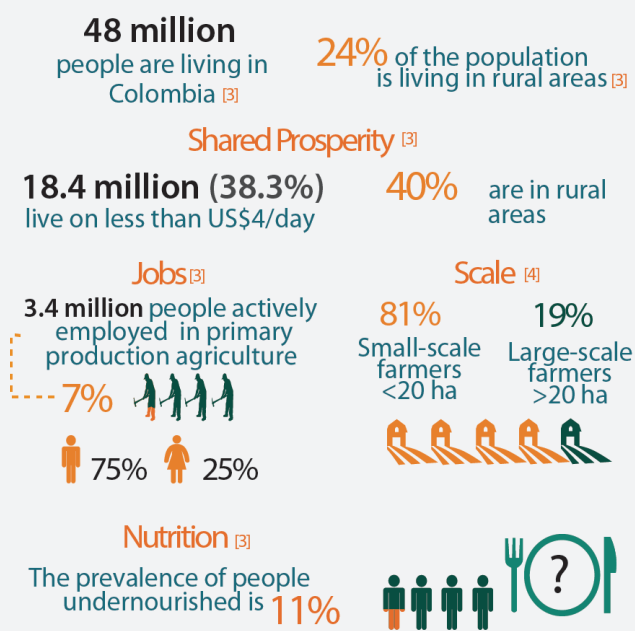 48 million
people are living in
Colombia [3]
24% of the population
is living in rural areas [3]
Shared Prosperity [3]
18.4 million (38.3%)
live on less than US$4/day
40% are in rural
areas
Jobs [3]
3.4 million people actively
employed in primary
production agriculture
7%
75% 25%
Scale [4]
81%
Small-scale
farmers
<20 ha
19%
Large-scale
farmers
>20 ha
Nutrition [3]
The prevalence of people
undernourished is 11%
?